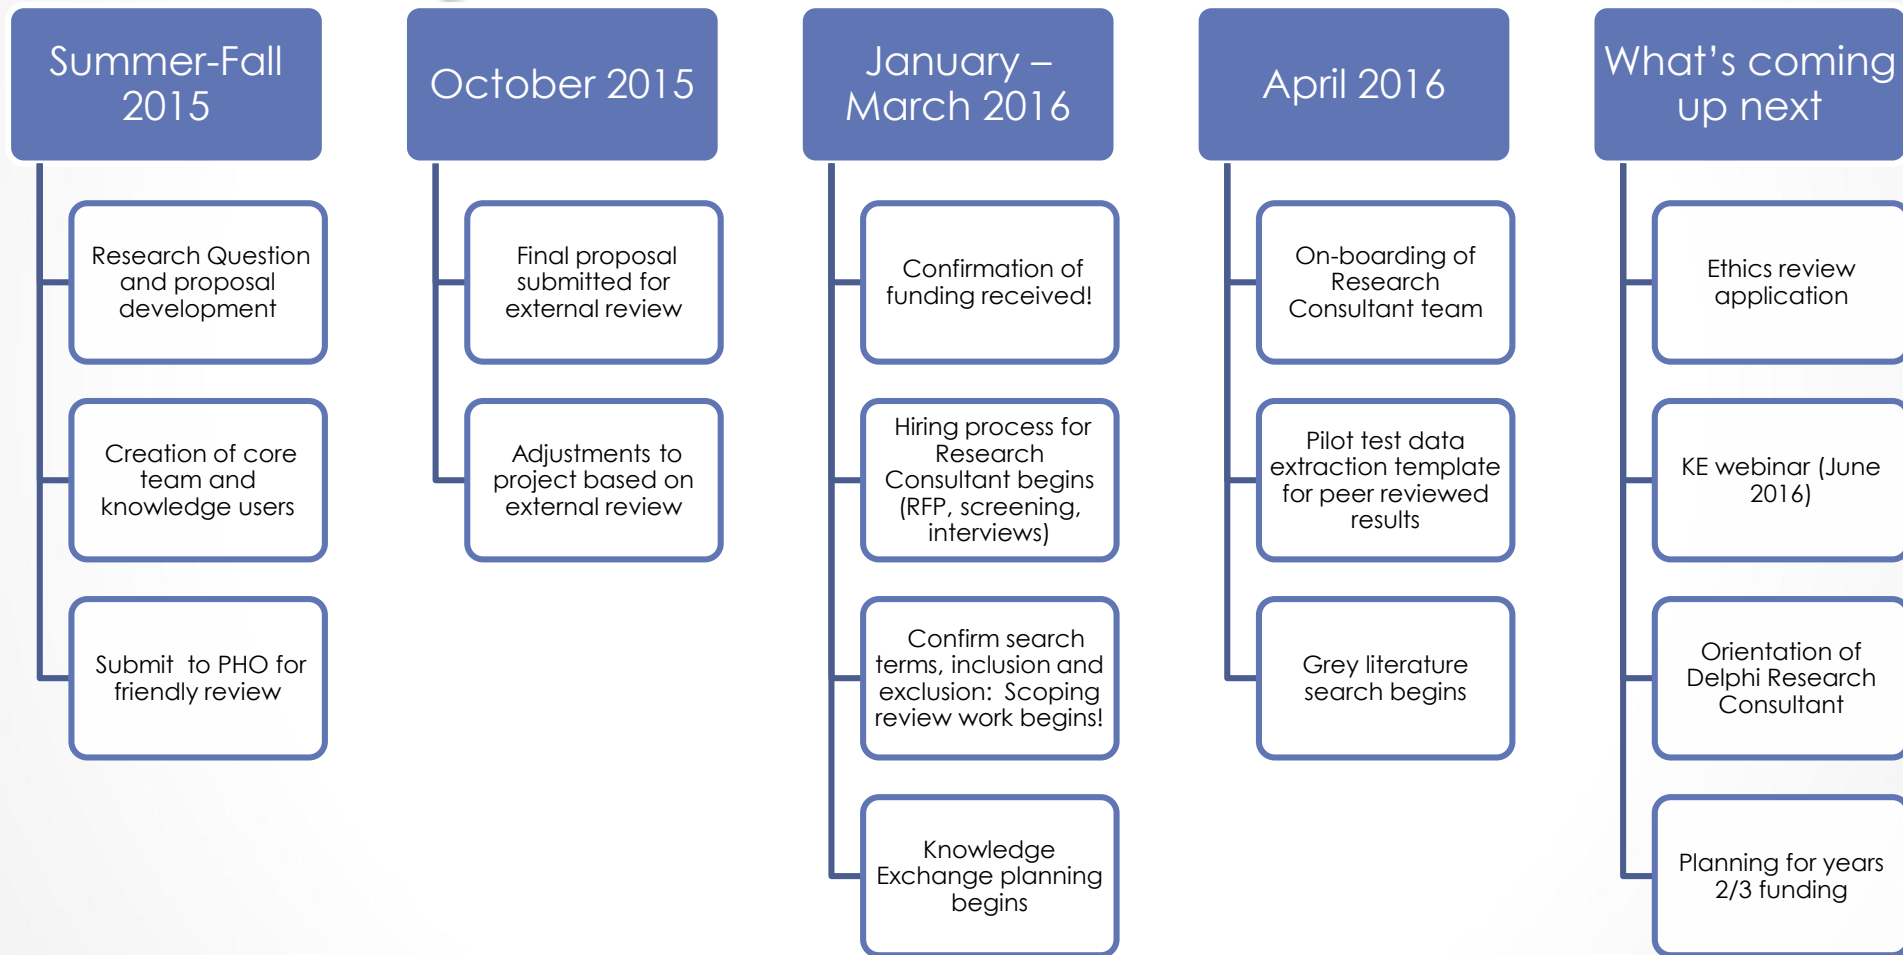 Summer-Fall
2015
Research Question
and proposal
development
Creation of core
team and
knowledge users
Submit to PHO for
friendly review
October 2015
Final proposal
submitted for
external review
Adjustments to
project based on
external review
January –
March 2016
Confirmation of
funding received!
Hiring process for
Research
Consultant begins
(RFP, screening,
interviews)
Confirm search
terms, inclusion and
exclusion: Scoping
review work begins!
Knowledge
Exchange planning
begins
April 2016
On-boarding of
Research
Consultant team
Pilot test data
extraction template
for peer reviewed
results
Grey literature
search begins
What’s coming
up next
Ethics review
application
KE webinar (June
2016)
Orientation of
Delphi Research
Consultant
Planning for years
2/3 funding